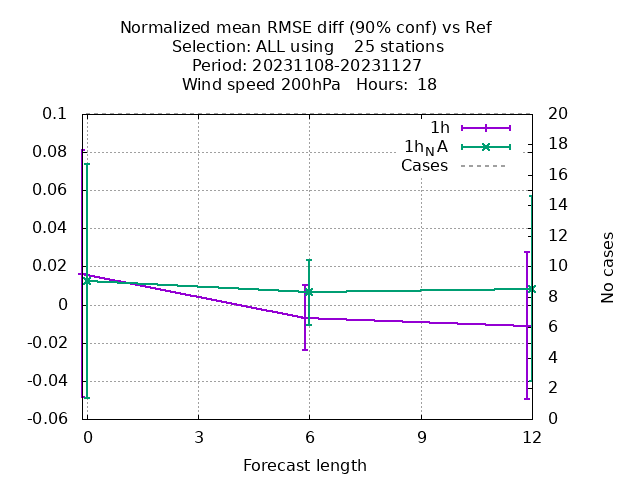 Normalized mean RMSE diff (90% conf) vs Ref
Selection: ALL using    25 stations
Period: 20231108-20231127
Wind speed 200hPa   Hours:  18
0.1
0.08
0.06
0.04
0.02
0
-0.02
-0.04
-0.06
20
18
16
14
12
10
8
6
4
2
0
1h
1hNA
Cases
No cases
0 3 6 9 12
Forecast length